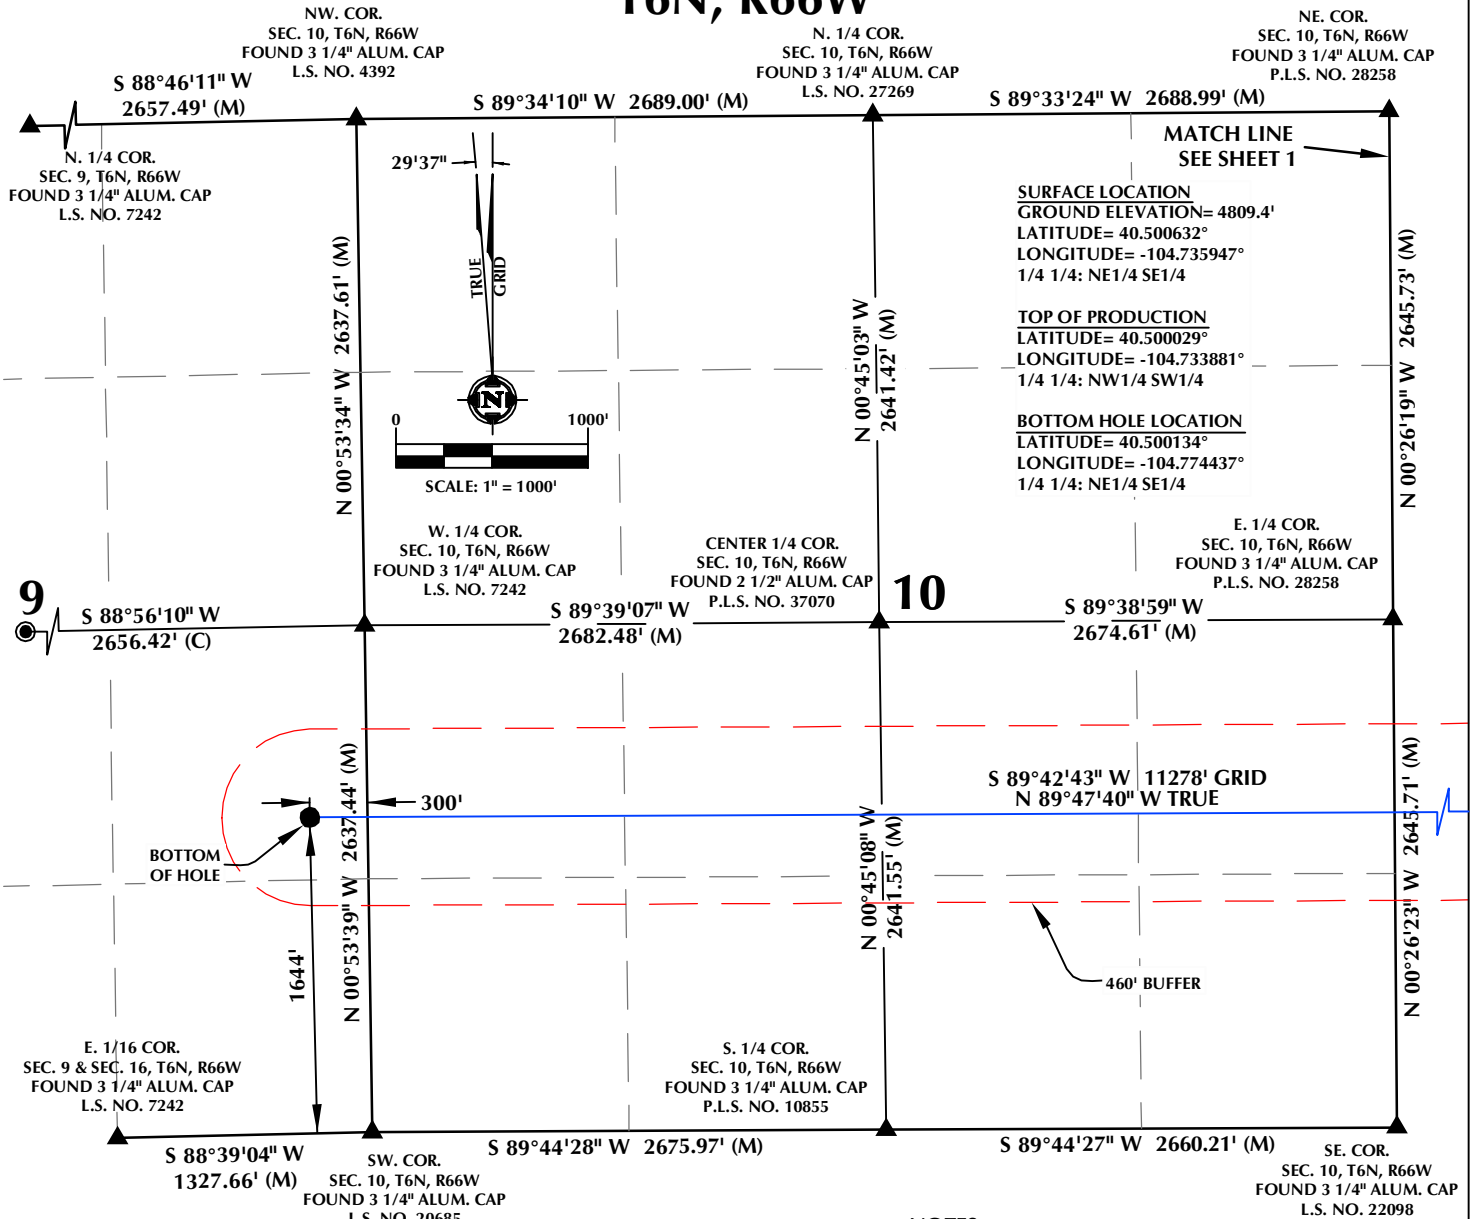 T6N, R66W
NW. COR.
SEC. 10, T6N, R66W
FOUND 3 1/4" ALUM. CAP
L.S. NO. 4392
N. 1/4 COR.
SEC. 10, T6N, R66W
FOUND 3 1/4" ALUM. CAP
L.S. NO. 27269
NE. COR.
SEC. 10, T6N, R66W
FOUND 3 1/4" ALUM. CAP
P.L.S. NO. 28258
S 88°46'11" W
2657.49' (M)
S 89°34'10" W 2689.00' (M)
S 89°33'24" W 2688.99' (M)
N. 1/4 COR.
SEC. 9, T6N, R66W
FOUND 3 1/4" ALUM. CAP
L.S. NO. 7242
29'37"
TRUE
GRID
N
MATCH LINE
SEE SHEET 1
SURFACE LOCATION
GROUND ELEVATION= 4809.4'
LATITUDE= 40.500632°
LONGITUDE= -104.735947°
1/4 1/4: NE1/4 SE1/4
TOP OF PRODUCTION
LATITUDE= 40.500029°
LONGITUDE= -104.733881°
1/4 1/4: NW1/4 SW1/4
BOTTOM HOLE LOCATION
LATITUDE= 40.500134°
LONGITUDE= -104.774437°
1/4 1/4: NE1/4 SE1/4
N 00°53'34" W 2637.61' (M)
N 00°45'03" W
2641.42' (M)
N 00°26'19" W 2645.73' (M)
0 1000'
SCALE: 1" = 1000'
W. 1/4 COR.
SEC. 10, T6N, R66W
FOUND 3 1/4" ALUM. CAP
L.S. NO. 7242
CENTER 1/4 COR.
SEC. 10, T6N, R66W
FOUND 2 1/2" ALUM. CAP
P.L.S. NO. 37070
E. 1/4 COR.
SEC. 10, T6N, R66W
FOUND 3 1/4" ALUM. CAP
P.L.S. NO. 28258
9
10
S 88°56'10" W
2656.42' (C)
S 89°39'07" W
2682.48' (M)
S 89°38'59" W
2674.61' (M)
S 89°42'43" W 11278' GRID
N 89°47'40" W TRUE
300'
BOTTOM
OF HOLE
1644'
N 00°53'39" W 2637.44' (M)
N 00°45'08" W
2641.55' (M)
N 00°26'23" W 2645.71' (M)
460' BUFFER
E. 1/16 COR.
SEC. 9 & SEC. 16, T6N, R66W
FOUND 3 1/4" ALUM. CAP
L.S. NO. 7242
S. 1/4 COR.
SEC. 10, T6N, R66W
FOUND 3 1/4" ALUM. CAP
P.L.S. NO. 10855
S 88°39'04" W
1327.66' (M)
S 89°44'28" W 2675.97' (M)
S 89°44'27" W 2660.21' (M)
SW. COR.
SEC. 10, T6N, R66W
FOUND 3 1/4" ALUM. CAP
L.S. NO. 20685
SE. COR.
SEC. 10, T6N, R66W
FOUND 3 1/4" ALUM. CAP
L.S. NO. 22098
NOTES